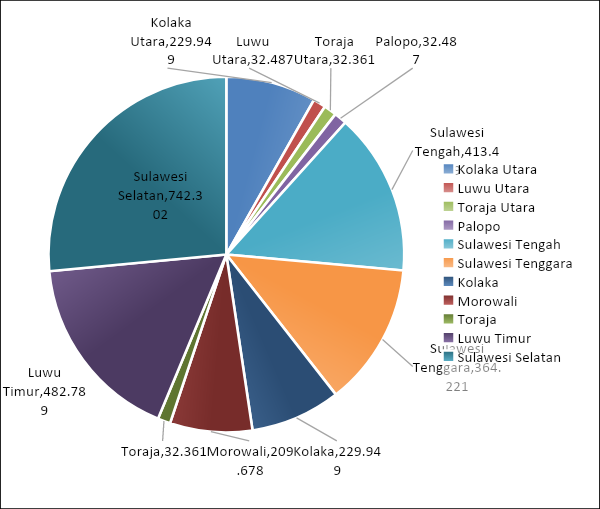 Kolaka
Utara,229.94
9
Luwu
Utara,32.487
Toraja
Utara,32.361
Palopo,32.48
7
Sulawesi
Tengah,413.4
Sulawesi
Selatan,742.3
02
Kolaka Utara
Luwu Utara
Toraja Utara
Palopo
Sulawesi Tengah
Sulawesi Tenggara
Kolaka
Morowali
Toraja
Luwu Timur
Sulawesi Selatan
Sulawesi
Tenggara,364.
221
Luwu
Timur,482.78
9
Toraja,32.361
Morowali,209
.678
Kolaka,229.94
9